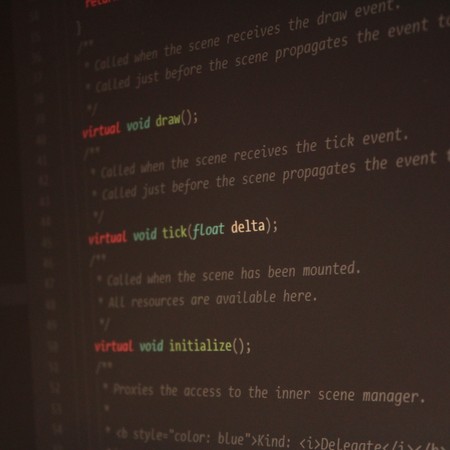 return
}
/**
* Called when the scene receives the draw event.
* Called just before the scene propagates the event to
*/
virtual void draw();
/**
* Called when the scene receives the tick event.
* Called just before the scene propagates the event t
*/
virtual void tick(float delta);
/**
* Called when the scene has been mounted.
* All resources are available here.
*/
virtual void initialize();
/**
* Proxies the access to the inner scene manager.
*
* <b style="color: blue">Kind: <i>Delegate</i></b>